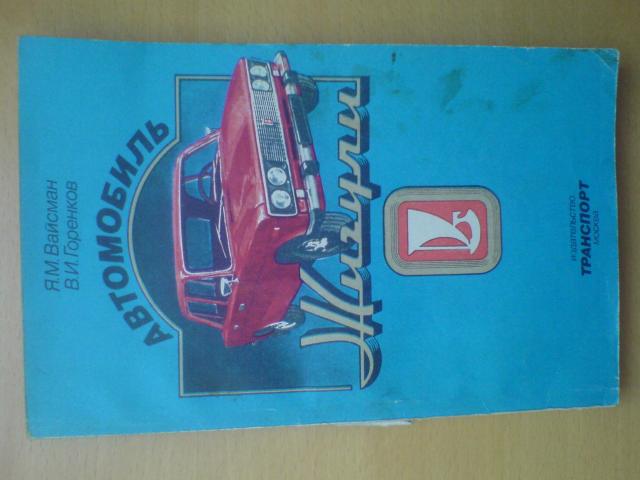 Я.М. Вайсман
В.И. Горенков
АВТОМОБИЛЬ
Жигули
ИЗДАТЕЛЬСТВО
ТРАНСПОРТ
МОСКВА